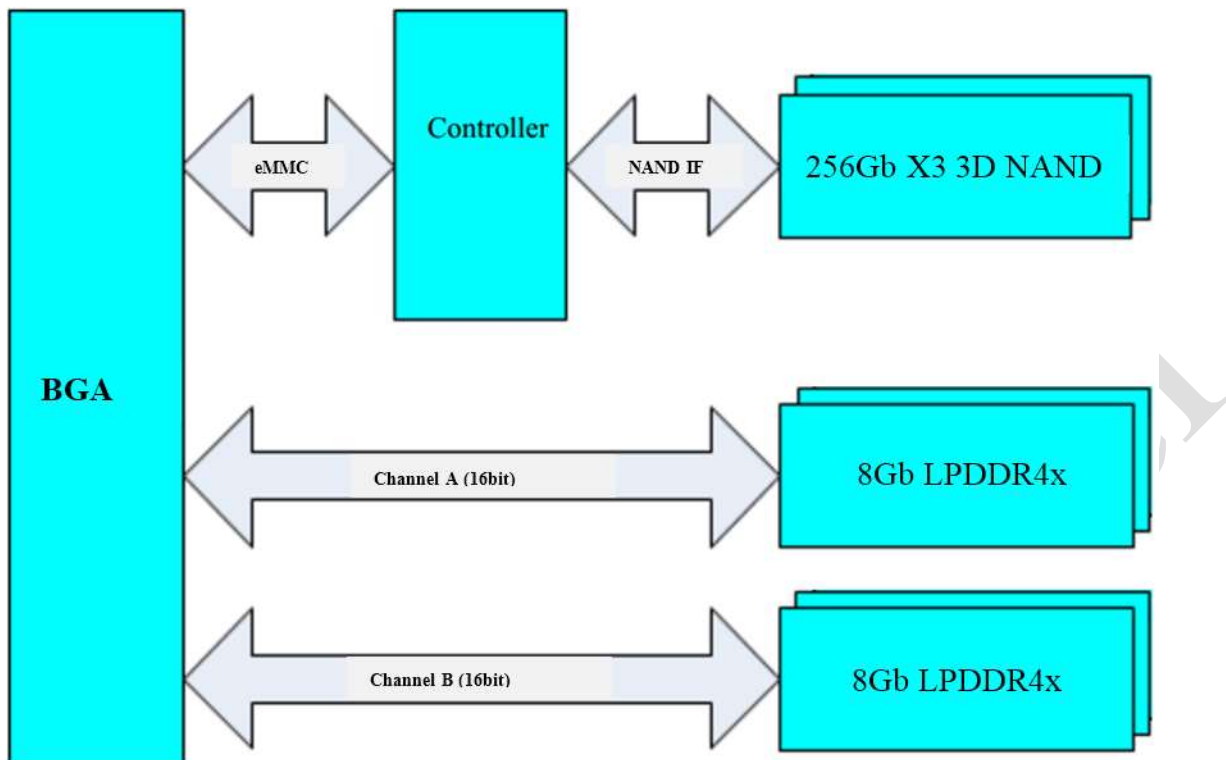 Controller
eMMC
NAND IF
256Gb X3 3D NAND
BGA
Channel A (16bit)
8Gb LPDDR4x
Channel B (16bit)
8Gb LPDDR4x